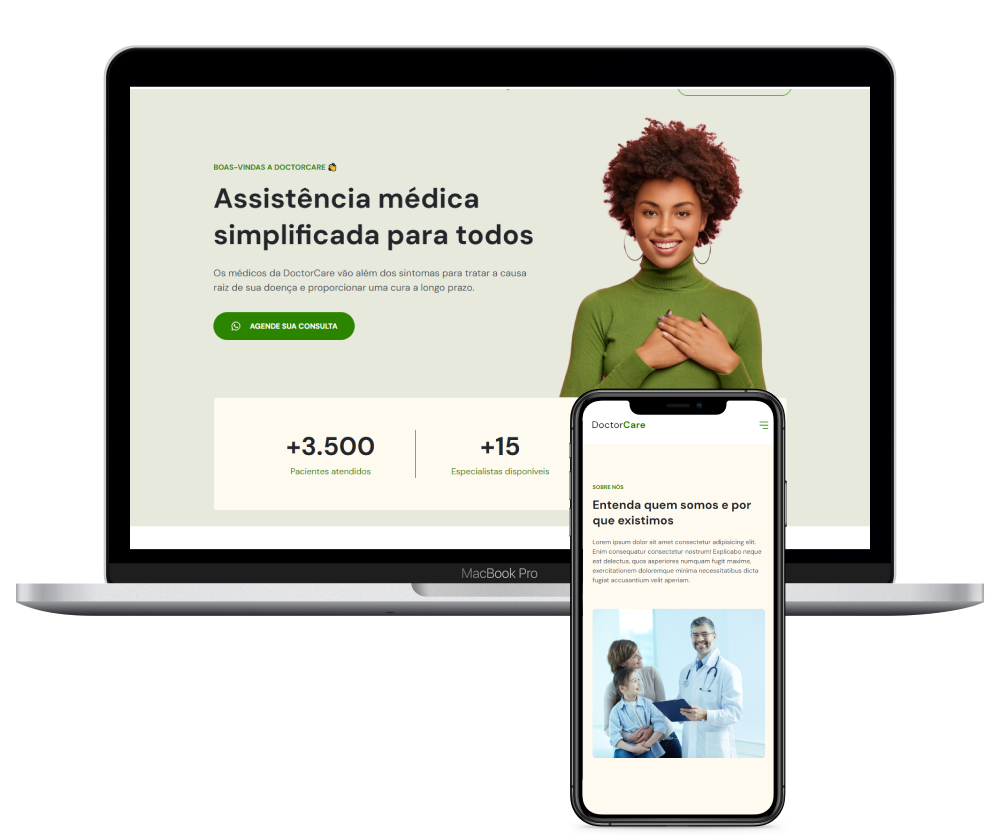 BOAS-VINDAS A DOCTORCARE 👋
Assistência médica
simplificada para todos
Os médicos da DoctorCare vão além dos sintomas para tratar a causa
raiz de sua doença e proporcionar uma cura a longo prazo.
AGENDE SUA CONSULTA
+3.500
Pacientes atendidos
+15
Especialistas disponíveis
MacBook Pro
DoctorCare
SOBRE NÓS
Entenda quem somos e por
que existimos
Lorem ipsum dolor sit amet consectetur adipisicing elit.
Enim consequatur consectetur nostrum! Explicabo neque
est delectus, quos asperiores numquam fugit maxime,
exercitationem doloremque minima necessitatibus dicta
fugiat accusantium velit aperiam.